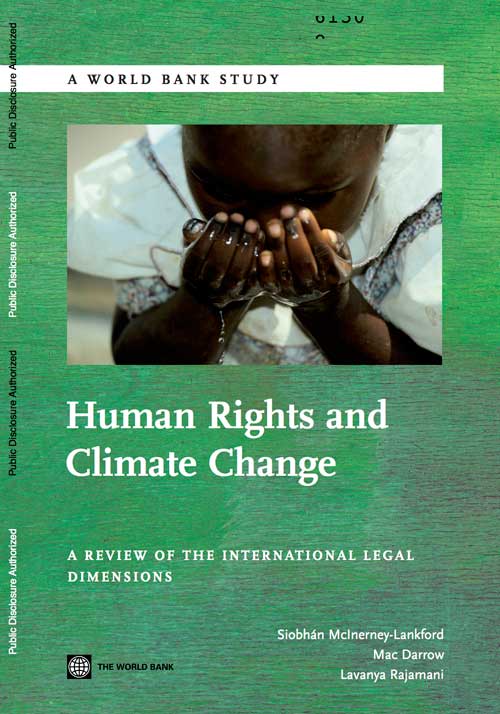 A WORLD BANK STUDY
Human Rights and
Climate Change
A REVIEW OF THE INTERNATIONAL LEGAL
DIMENSIONS
Siobhán McInerney-Lankford
Mac Darrow
Lavanya Rajamani
THE WORLD BANK
Public Disclosure Authorized
Public Disclosure Authorized
Public Disclosure Authorized
Public Disclosure Authorized